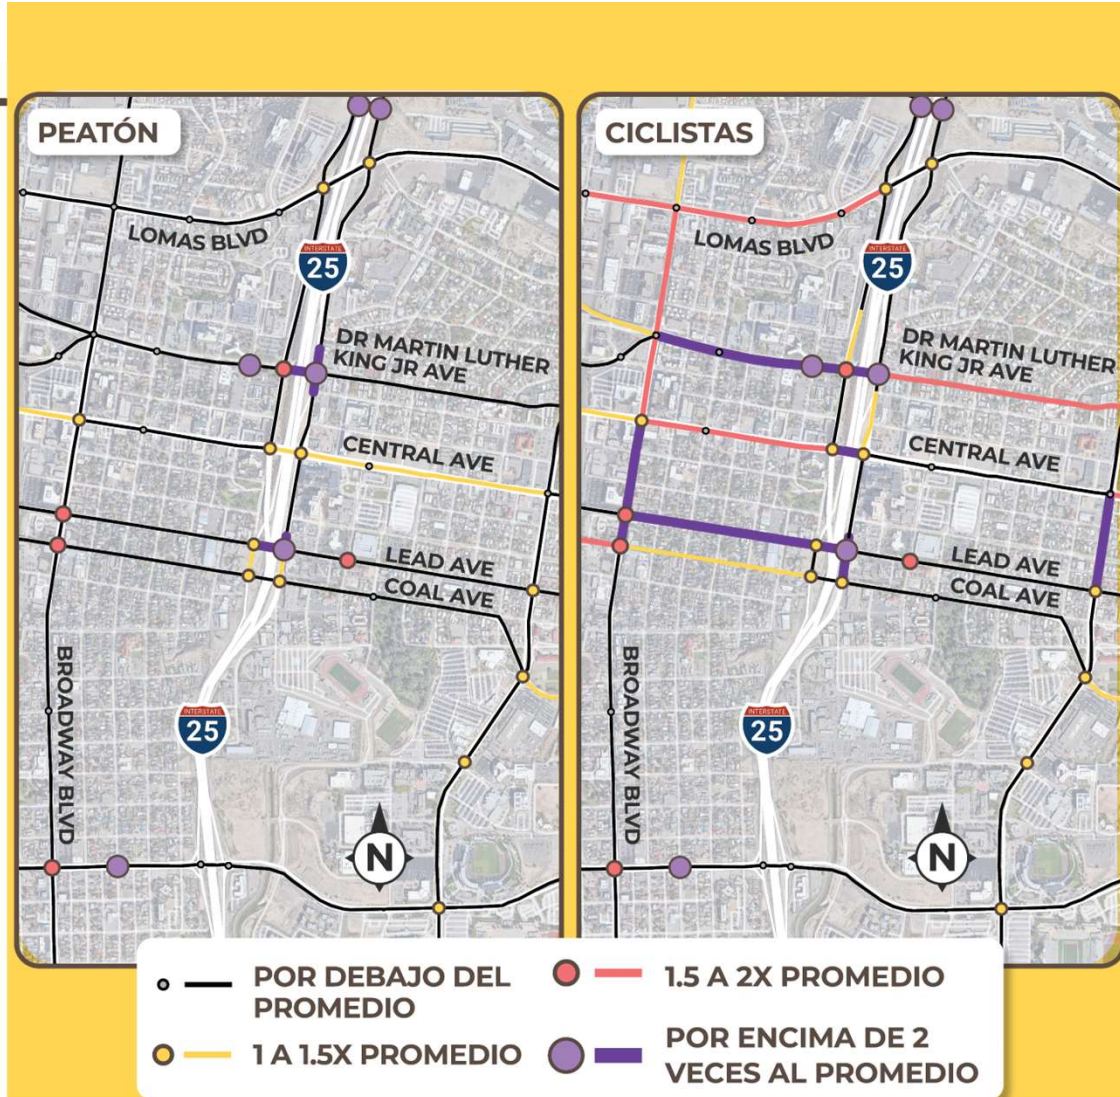 PEATÓN
LOMAS BLVD
INTERSTATE
25
DR MARTIN LUTHER
KING JR AVE
CENTRAL AVE
LEAD AVE
COAL AVE
BROADWAY BLVD
INTERSTATE
25
N
CICLISTAS
LOMAS BLVD
INTERSTATE
25
DR MARTIN LUTHER
KING JR AVE
CENTRAL AVE
LEAD AVE
COAL AVE
BROADWAY BLVD
INTERSTATE
25
N
POR DEBAJO DEL
PROMEDIO
1 A 1.5X PROMEDIO
1.5 A 2X PROMEDIO
POR ENCIMA DE 2
VECES AL PROMEDIO